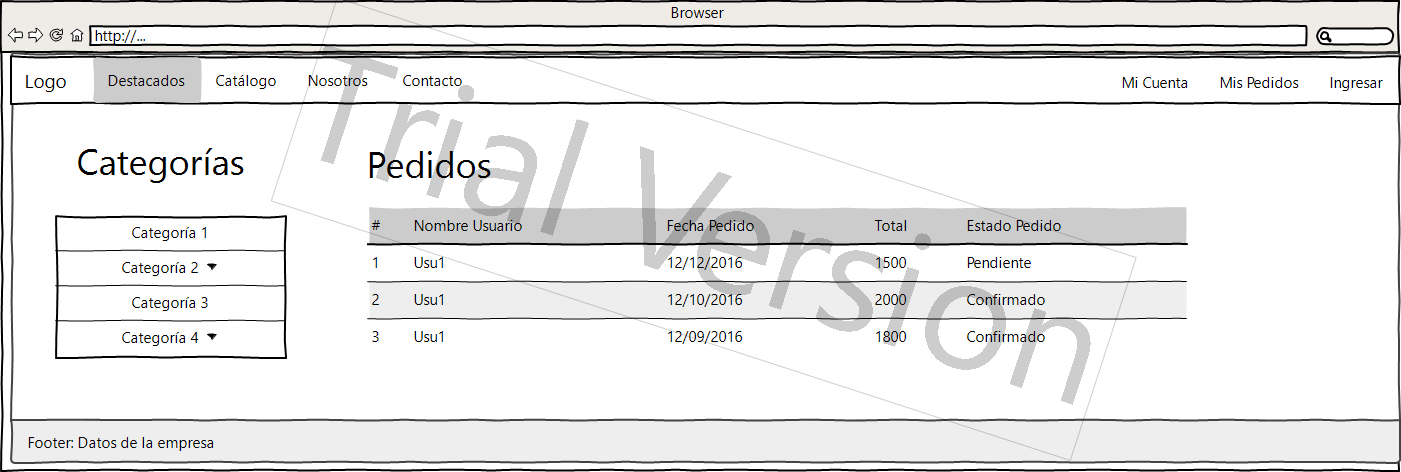 Browser
http://...
Logo Destacados Catálogo Nosotros Contacto Mi Cuenta Mis Pedidos Ingresar
Categorías
Categoría 1
Categoría 2
Categoría 3
Categoría 4
Pedidos
# Nombre Usuario Fecha Pedido Total Estado Pedido
1 Usu1 12/12/2016 1500 Pendiente
2 Usu1 12/10/2016 2000 Confirmado
3 Usu1 12/09/2016 1800 Confirmado
Trial Version
Footer: Datos de la empresa